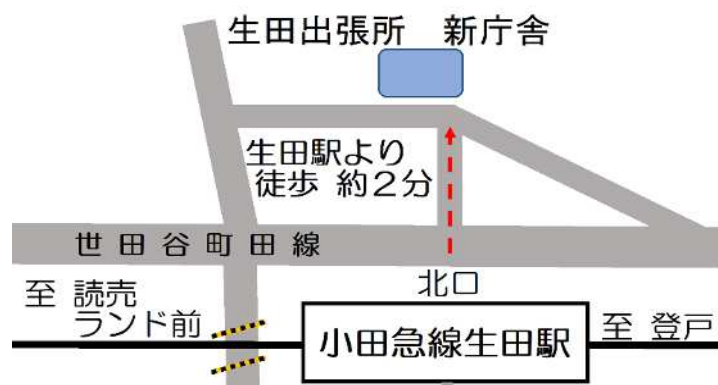 生田出張所　新庁舎
生田駅より
徒歩 約２分
世田谷町田線
北口
至 読売
ランド前
小田急線生田駅
至 登戸